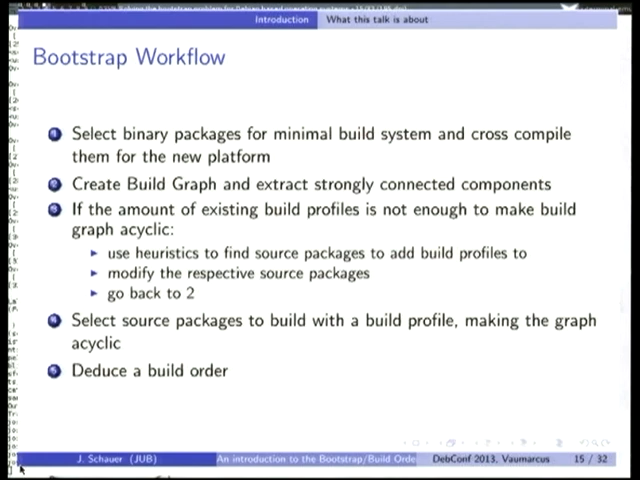 Introduction What this talk is about
Bootstrap Workflow
1 Select binary packages for minimal build system and cross compile
them for the new platform
2 Create Build Graph and extract strongly connected components
3 If the amount of existing build profiles is not enough to make build
graph acyclic:
use heuristics to find source packages to add build profiles to
modify the respective source packages
go back to 2
4 Select source packages to build with a build profile, making the graph
acyclic
5 Deduce a build order
J. Schauer (JUB) An introduction to the Bootstrap/Build Orde DebConf 2013, Vaumarcus 15 / 32